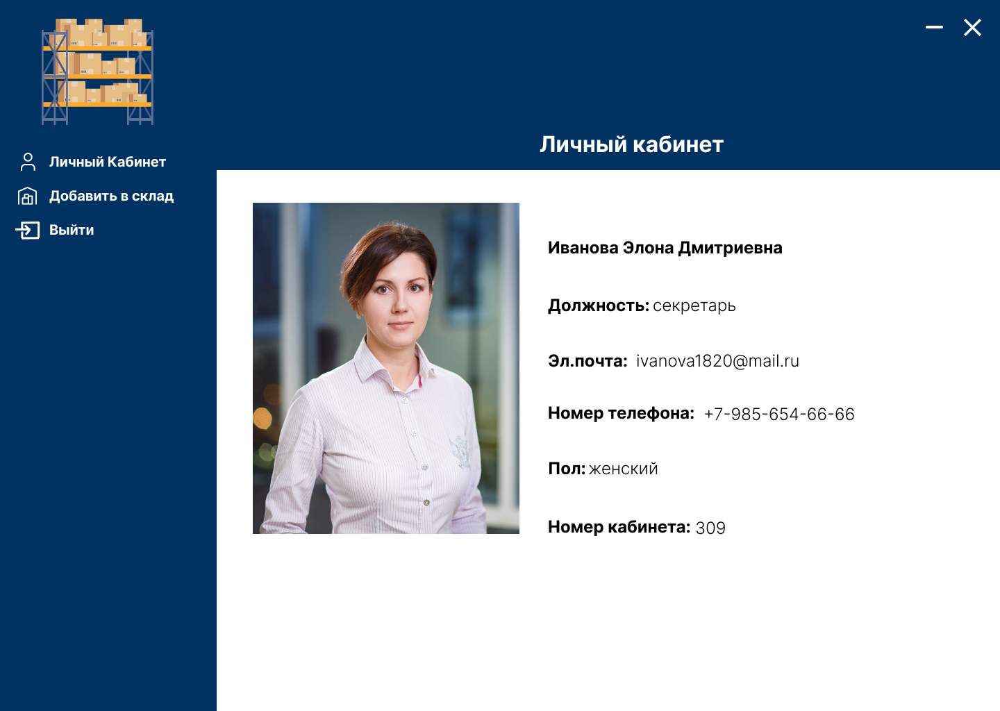 Личный кабинет
Личный Кабинет
Добавить в склад
Выйти
Иванова Элона Дмитриевна
Должность: секретарь
Эл.почта: ivanova1820@mail.ru
Номер телефона: +7-985-654-66-66
Пол: женский
Номер кабинета: 309